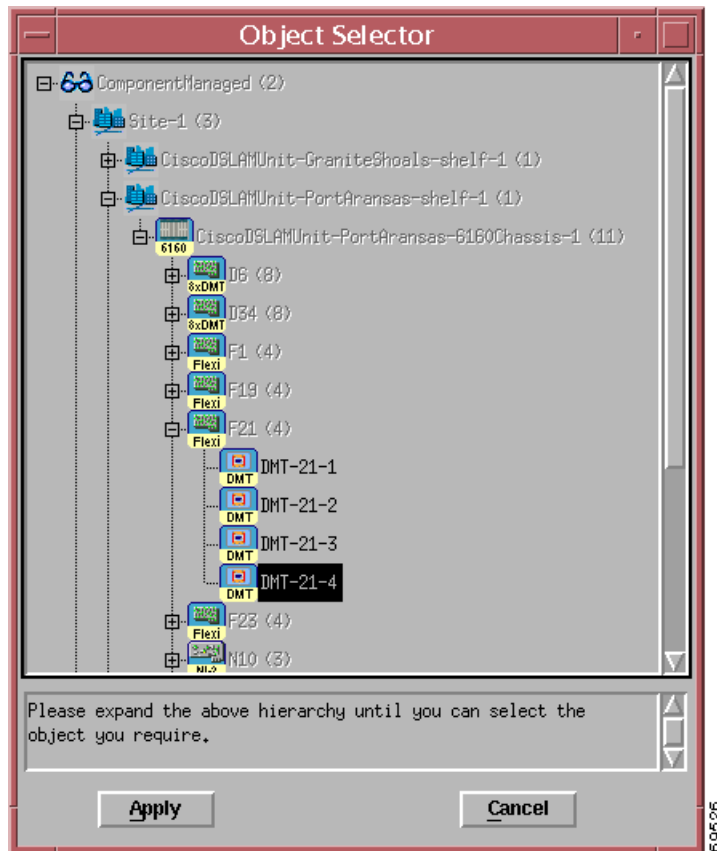 Object Selector
ComponentManaged (2)
Site-1 (3)
CiscoDSLAMUnit-GraniteShoals-shelf-1 (1)
CiscoDSLAMUnit-PortAransas-shelf-1 (1)
6160 CiscoDSLAMUnit-PortAransas-6160Chassis-1 (11)
8xDMT D6 (8)
8xDMT D34 (8)
Flexi F1 (4)
Flexi F19 (4)
Flexi F21 (4)
DMT DMT-21-1
DMT DMT-21-2
DMT DMT-21-3
DMT DMT-21-4
Flexi F23 (4)
NI-2 N10 (3)
Please expand the above hierarchy until you can select the
object you require.
Apply Cancel
69526